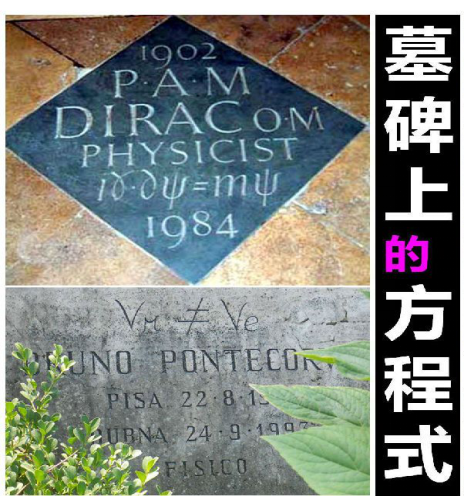 1902
P·A·M
DIRAC O·M
PHYSICIST
iγ·∂ψ=mψ
1984
νμ ≠ νe
BRUNO PONTECOR
PISA 22·8·1
24·9·199
FISICO
墓碑上的方程式